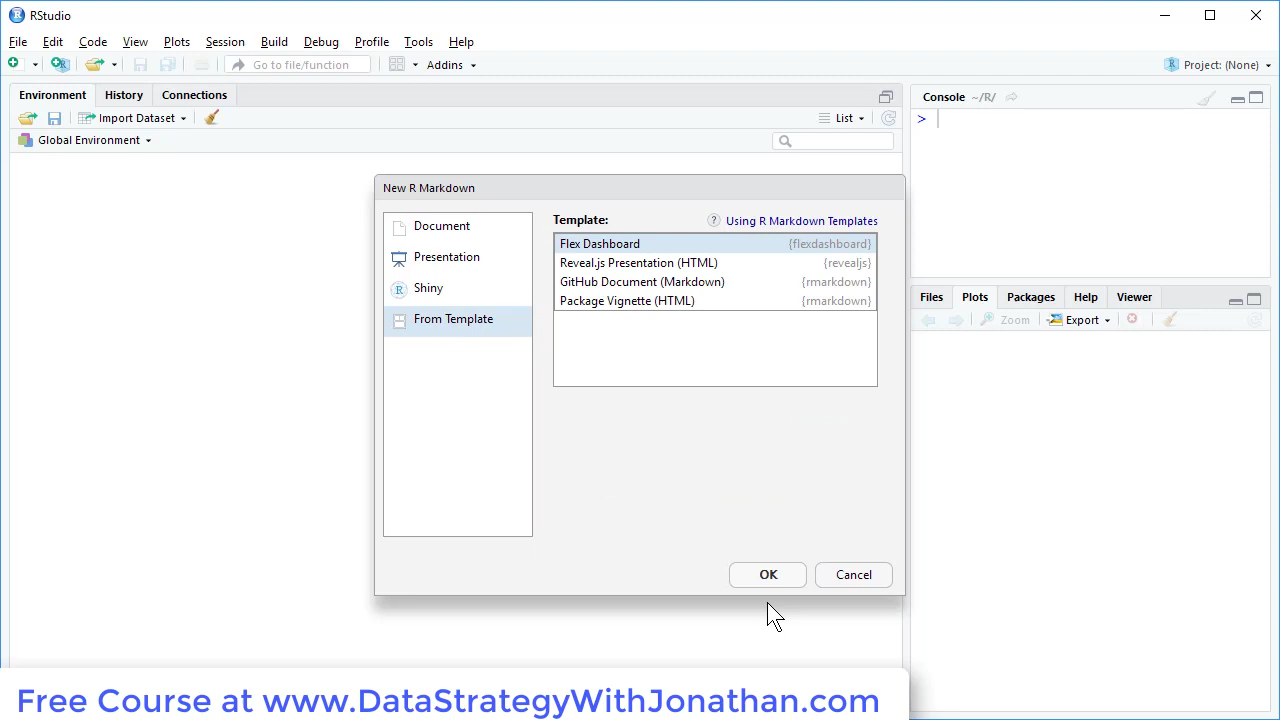 RStudio
File Edit Code View Plots Session Build Debug Profile Tools Help
Go to file/function Addins Project: (None)
Environment History Connections
Import Dataset List
Global Environment
Console ~/R/
>
New R Markdown
Document
Presentation
Shiny
From Template
Template: ? Using R Markdown Templates
Flex Dashboard {flexdashboard}
Reveal.js Presentation (HTML) {revealjs}
GitHub Document (Markdown) {rmarkdown}
Package Vignette (HTML) {rmarkdown}
OK Cancel
Files Plots Packages Help Viewer
Zoom Export
Free Course at www.DataStrategyWithJonathan.com